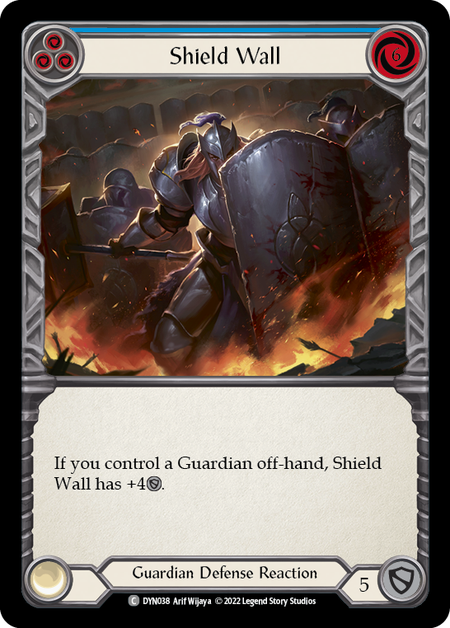 Shield Wall
6
If you control a Guardian off-hand, Shield
Wall has +4.
Guardian Defense Reaction
5
C DYN038 Arif Wijaya © 2022 Legend Story Studios